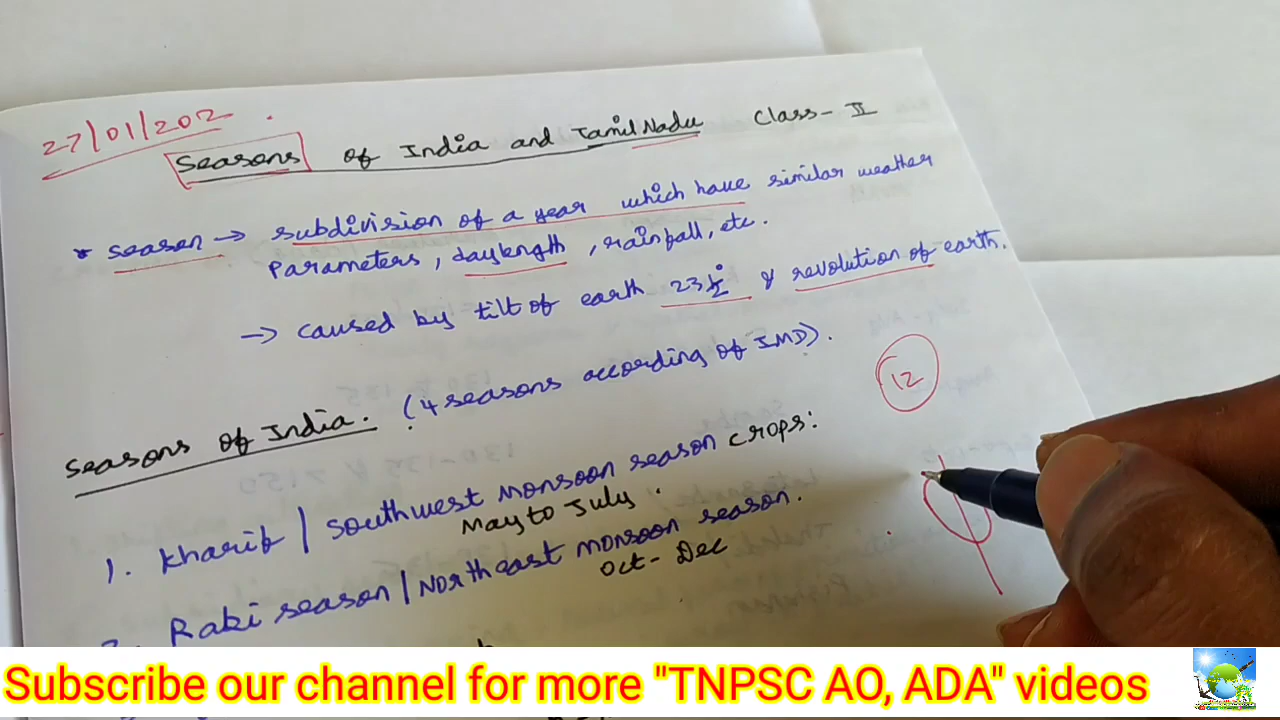 27/01/202
Seasons of India and TamilNadu Class - II
* Season → subdivision of a year which have similar weather
parameters, daylength, rainfall, etc.
→ caused by tilt of earth 23½° & revolution of earth.
Seasons of India. (4 seasons according of IMD).
12
1. Kharif / Southwest Monsoon season crops:
May to July.
2. Rabi season / Northeast monsoon season.
Oct - Dec
Subscribe our channel for more "TNPSC AO, ADA" videos